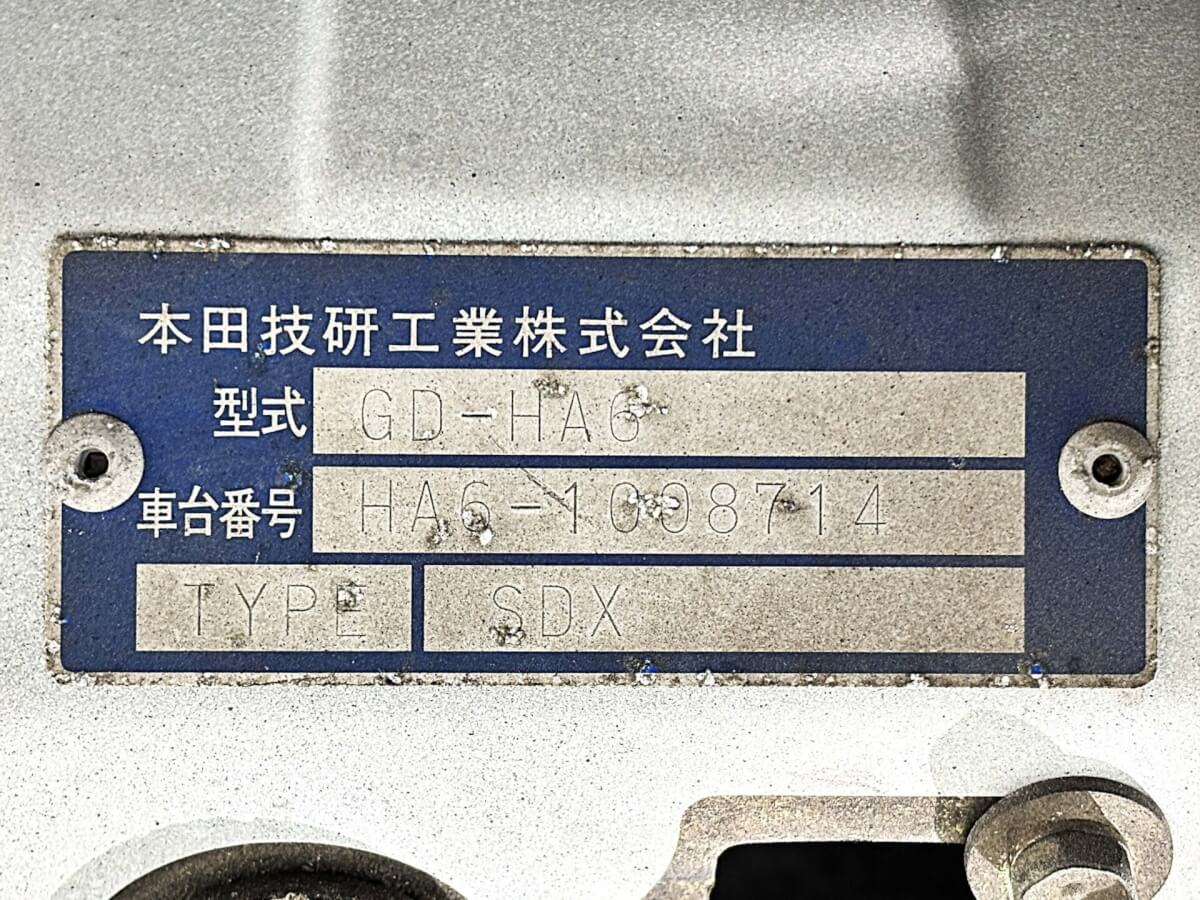 本田技研工業株式会社
型式 GD-HA6
車台番号 HA6-1008714
TYPE SDX